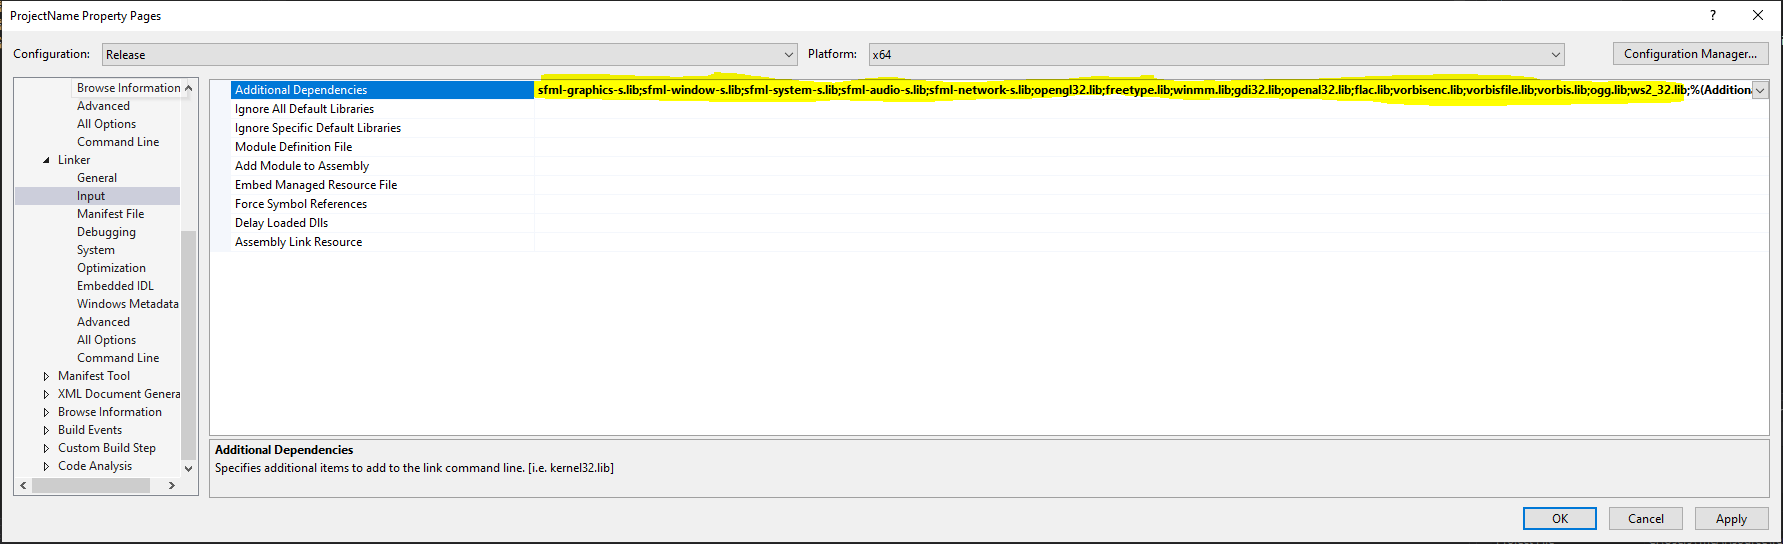 ProjectName Property Pages
Configuration: Release Platform: x64 Configuration Manager...
Browse Information
Advanced
All Options
Command Line
Linker
General
Input
Manifest File
Debugging
System
Optimization
Embedded IDL
Windows Metadata
Advanced
All Options
Command Line
Manifest Tool
XML Document Genera
Browse Information
Build Events
Custom Build Step
Code Analysis
Additional Dependencies sfml-graphics-s.lib;sfml-window-s.lib;sfml-system-s.lib;sfml-audio-s.lib;sfml-network-s.lib;opengl32.lib;freetype.lib;winmm.lib;gdi32.lib;openal32.lib;flac.lib;vorbisenc.lib;vorbisfile.lib;vorbis.lib;ogg.lib;ws2_32.lib;%(Additiona
Ignore All Default Libraries
Ignore Specific Default Libraries
Module Definition File
Add Module to Assembly
Embed Managed Resource File
Force Symbol References
Delay Loaded Dlls
Assembly Link Resource
Additional Dependencies
Specifies additional items to add to the link command line. [i.e. kernel32.lib]
OK Cancel Apply